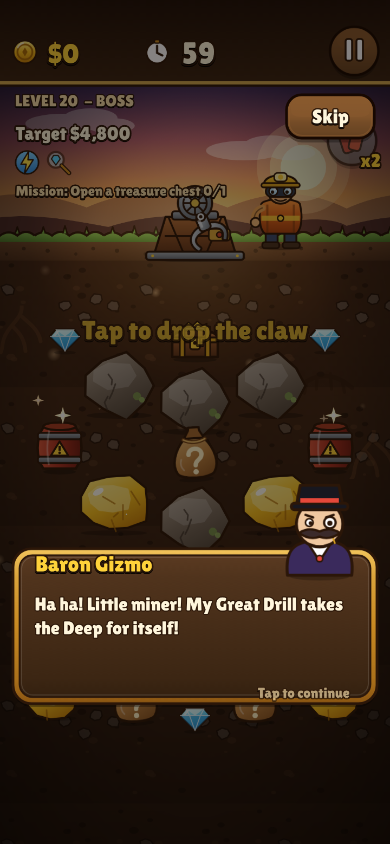 $0
59
LEVEL 20 – BOSS
Skip
Target $4,800
x2
Mission: Open a treasure chest 0/1
Tap to drop the claw
?
Baron Gizmo
Ha ha! Little miner! My Great Drill takes
the Deep for itself!
Tap to continue